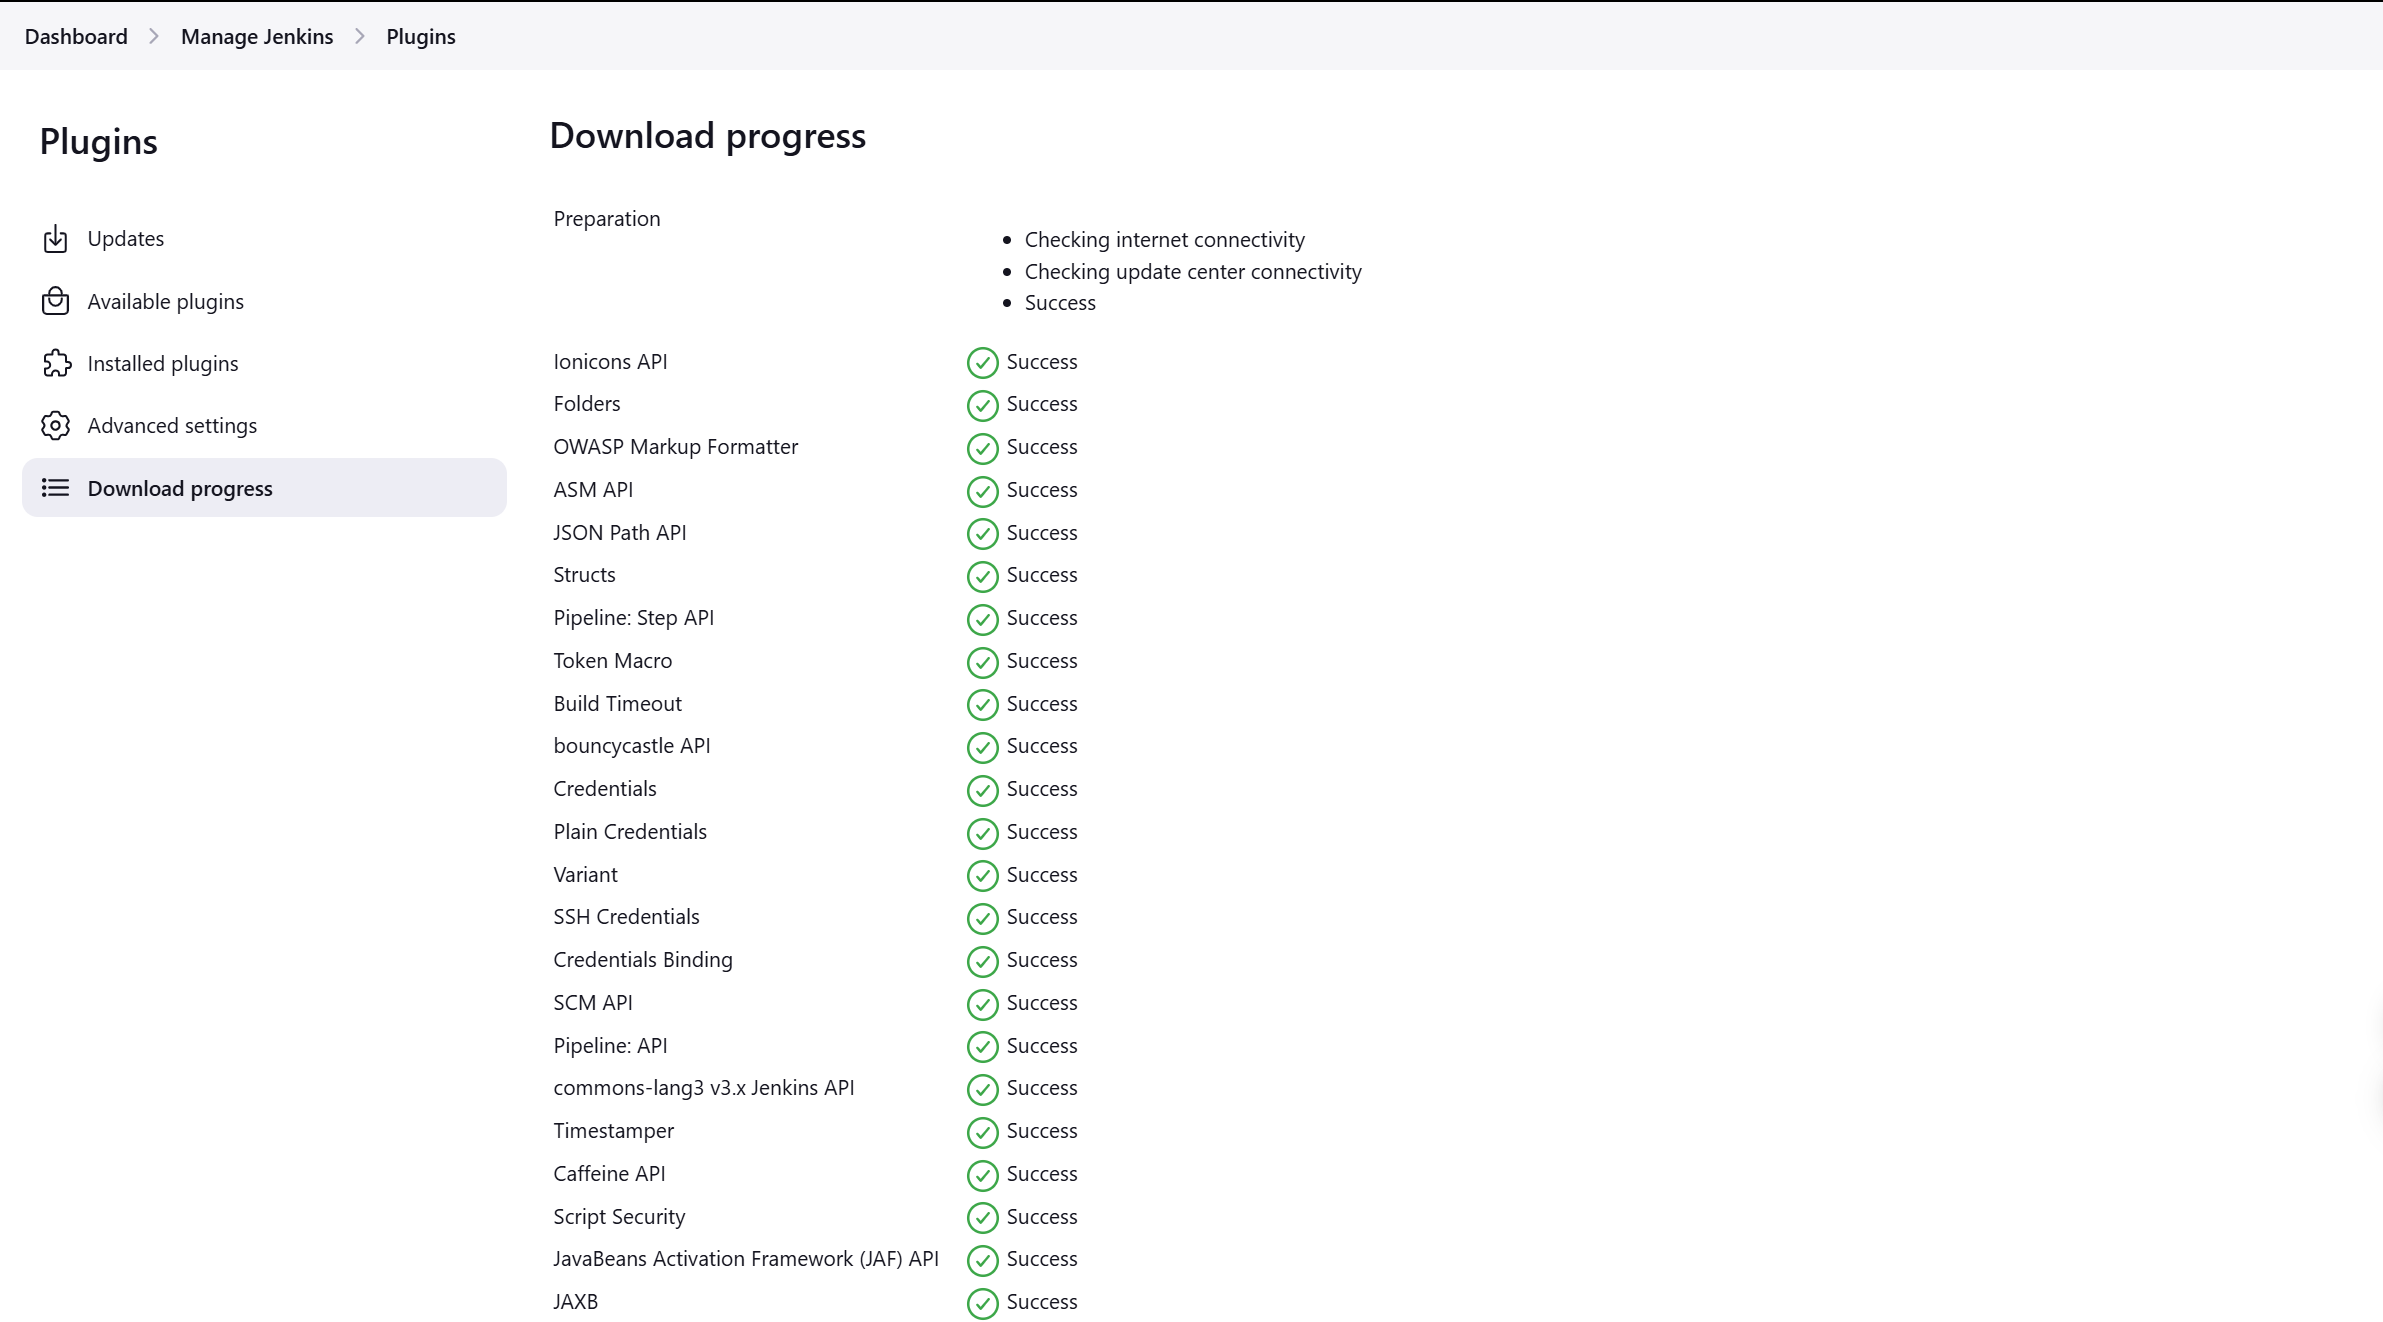 Dashboard > Manage Jenkins > Plugins
Plugins
Updates
Available plugins
Installed plugins
Advanced settings
Download progress
Download progress
Preparation
• Checking internet connectivity
• Checking update center connectivity
• Success
Ionicons API Success
Folders Success
OWASP Markup Formatter Success
ASM API Success
JSON Path API Success
Structs Success
Pipeline: Step API Success
Token Macro Success
Build Timeout Success
bouncycastle API Success
Credentials Success
Plain Credentials Success
Variant Success
SSH Credentials Success
Credentials Binding Success
SCM API Success
Pipeline: API Success
commons-lang3 v3.x Jenkins API Success
Timestamper Success
Caffeine API Success
Script Security Success
JavaBeans Activation Framework (JAF) API Success
JAXB Success